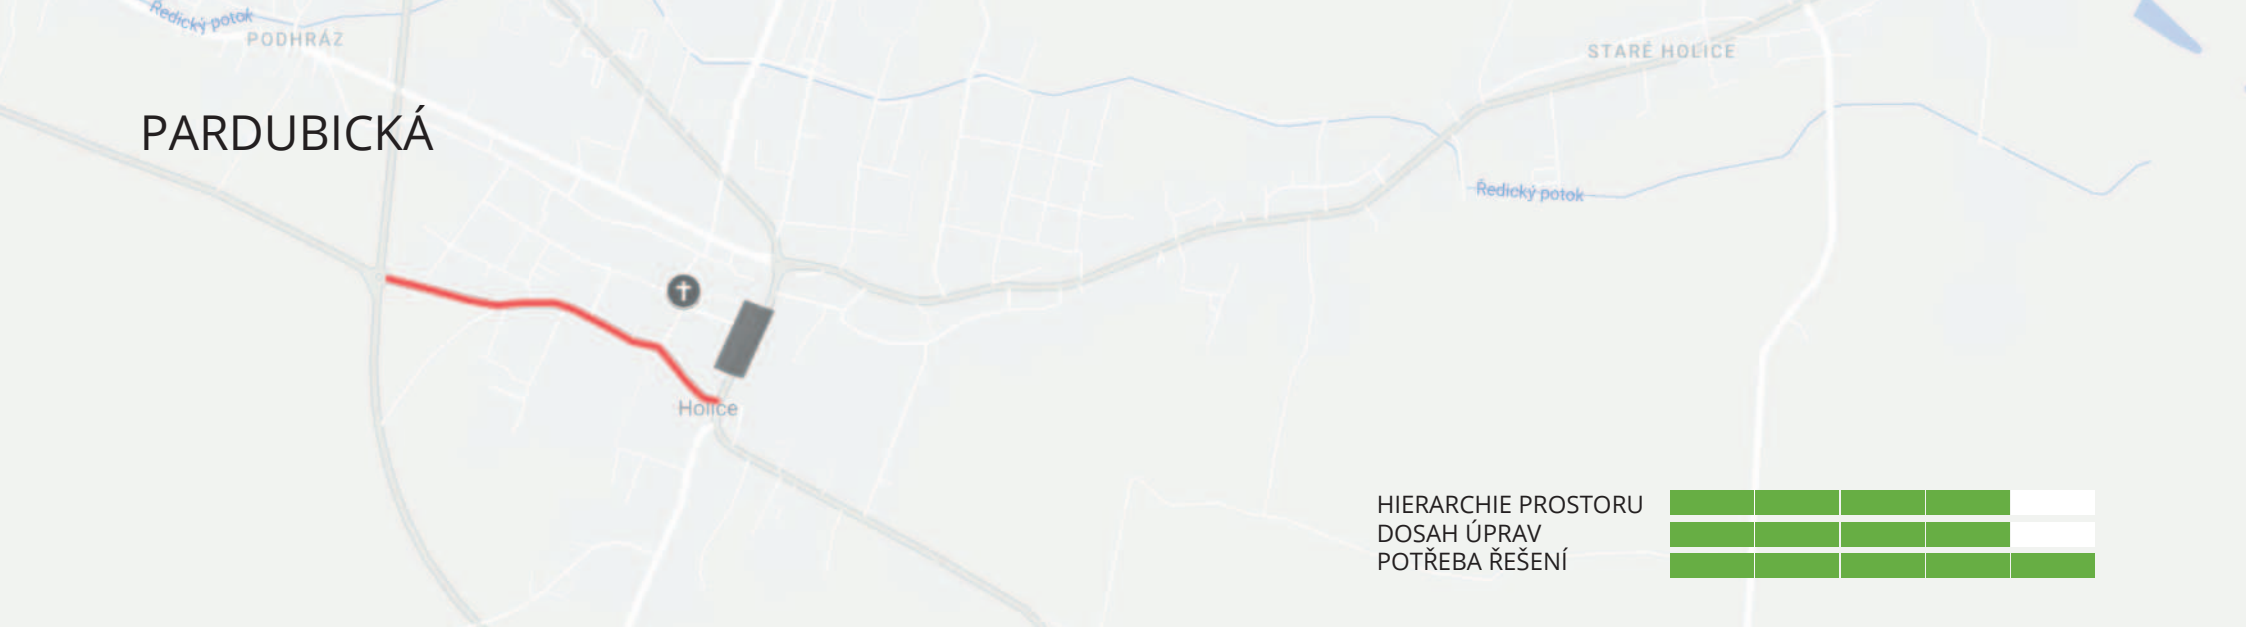 Ředický potok
PODHRÁZ
STARÉ HOLICE
PARDUBICKÁ
Ředický potok
Holice
HIERARCHIE PROSTORU
DOSAH ÚPRAV
POTŘEBA ŘEŠENÍ